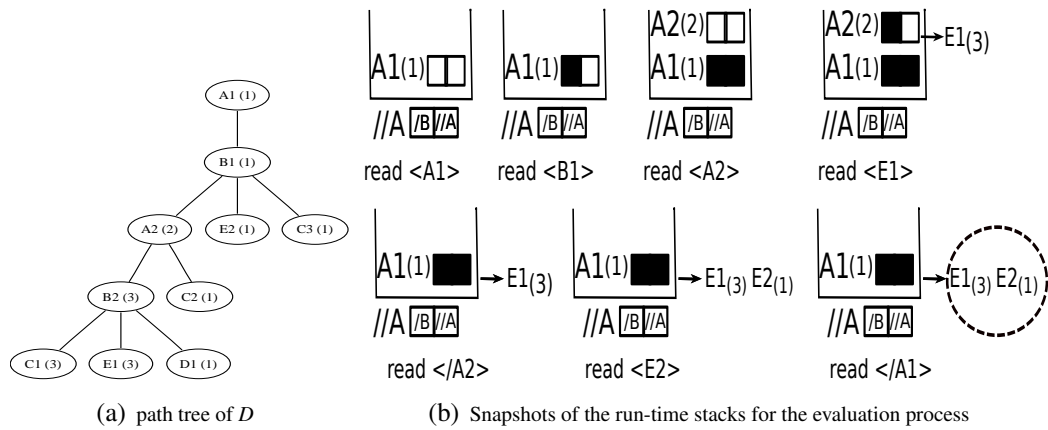 A1 (1)
B1 (1)
A2 (2)
E2 (1)
C3 (1)
B2 (3)
C2 (1)
C1 (3)
E1 (3)
D1 (1)
(a) path tree of D
A1(1)
//A /B //A
read <A1>
A1(1)
//A /B //A
read <B1>
A2(2)
A1(1)
//A /B //A
read <A2>
A2(2) E1(3)
A1(1)
//A /B //A
read <E1>
A1(1) E1(3)
//A /B //A
read </A2>
A1(1) E1(3) E2(1)
//A /B //A
read <E2>
A1(1) E1(3) E2(1)
//A /B //A
read </A1>
(b) Snapshots of the run-time stacks for the evaluation process